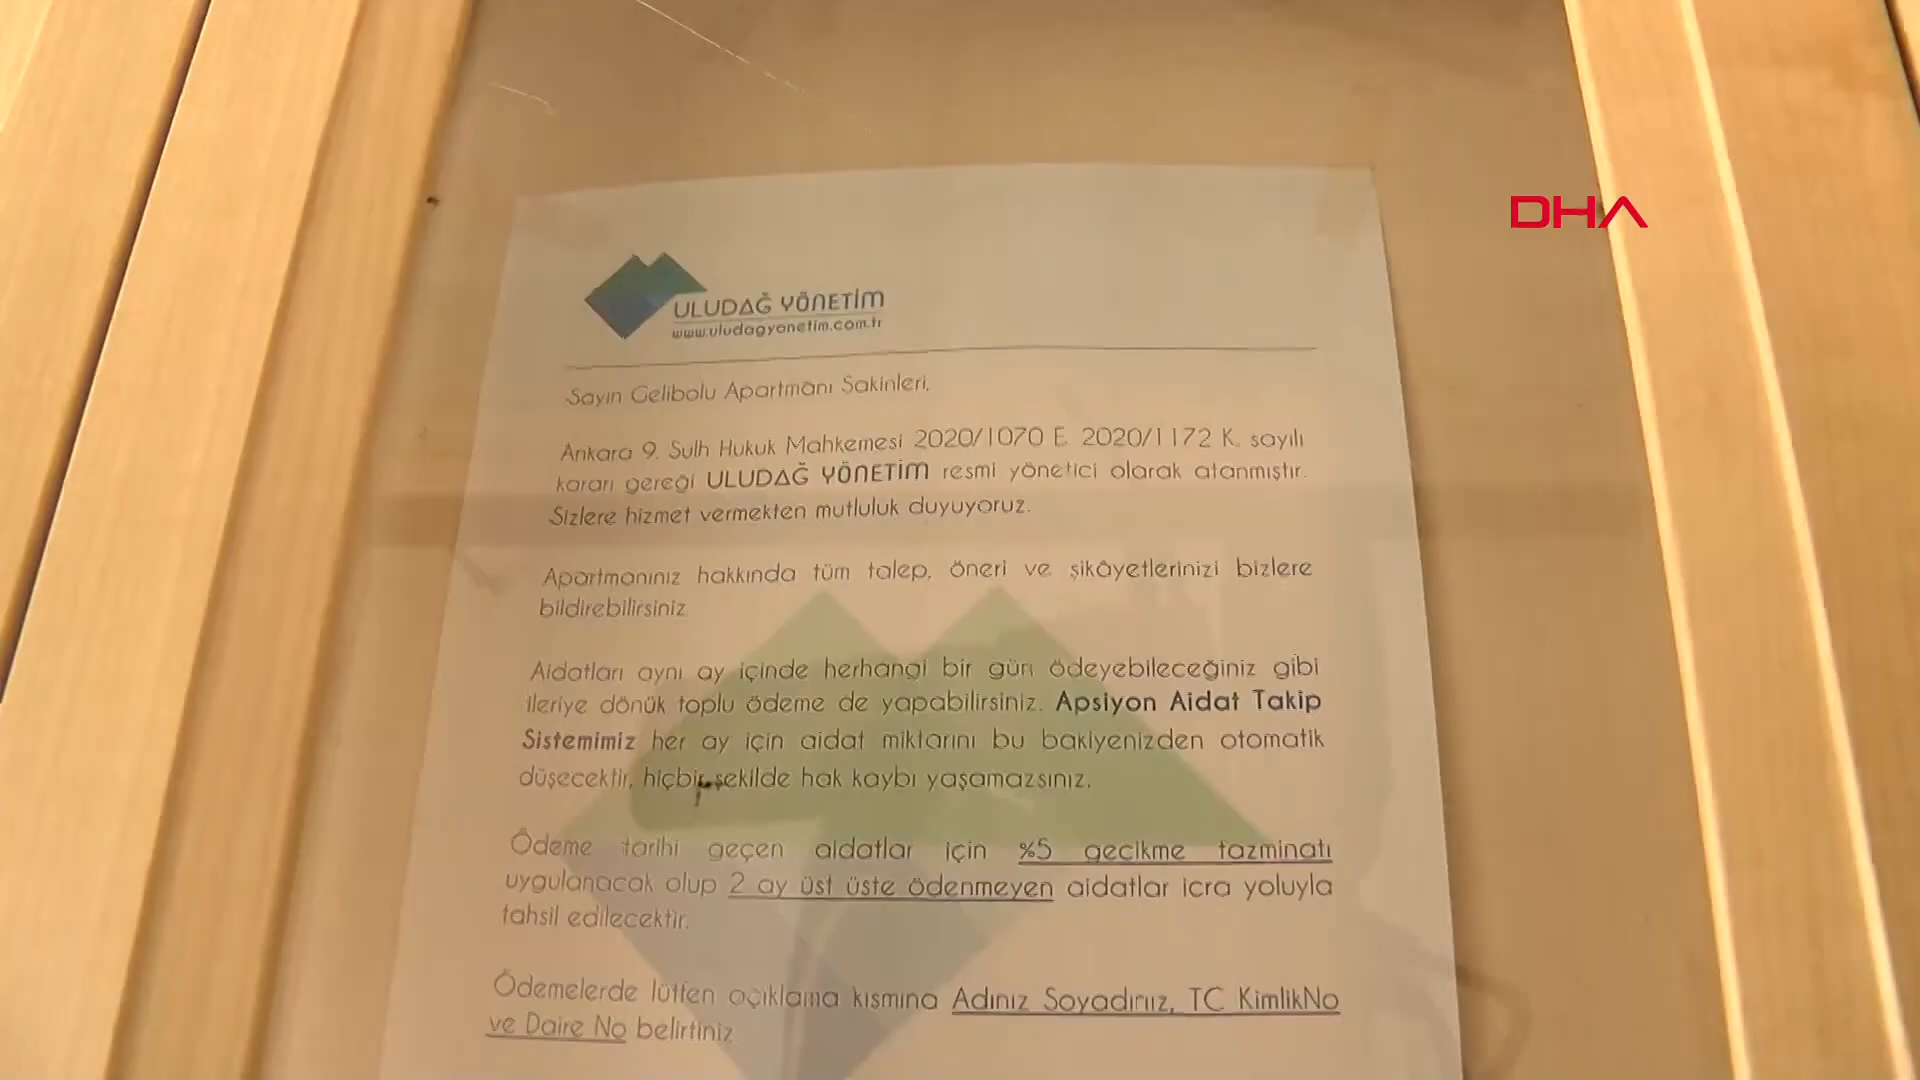 DHA
ULUDAĞ YÖNETİM
www.uludagyonetim.com.tr
Sayın Gelibolu Apartmanı Sakinleri,
Ankara 9. Sulh Hukuk Mahkemesi 2020/1070 E. 2020/1172 K. sayılı
kararı gereği ULUDAĞ YÖNETİM resmi yönetici olarak atanmıştır.
Sizlere hizmet vermekten mutluluk duyuyoruz.
Apartmanınız hakkında tüm talep, öneri ve şikâyetlerinizi bizlere
bildirebilirsiniz.
Aidatları aynı ay içinde herhangi bir gün ödeyebileceğiniz gibi
ileriye dönük toplu ödeme de yapabilirsiniz. Apsiyon Aidat Takip
Sistemimiz her ay için aidat miktarını bu bakiyenizden otomatik
düşecektir, hiçbir şekilde hak kaybı yaşamazsınız.
Ödeme tarihi geçen aidatlar için %5 gecikme tazminatı
uygulanacak olup 2 ay üst üste ödenmeyen aidatlar icra yoluyla
tahsil edilecektir.
Ödemelerde lütfen açıklama kısmına Adınız Soyadınız, TC KimlikNo
ve Daire No belirtiniz.